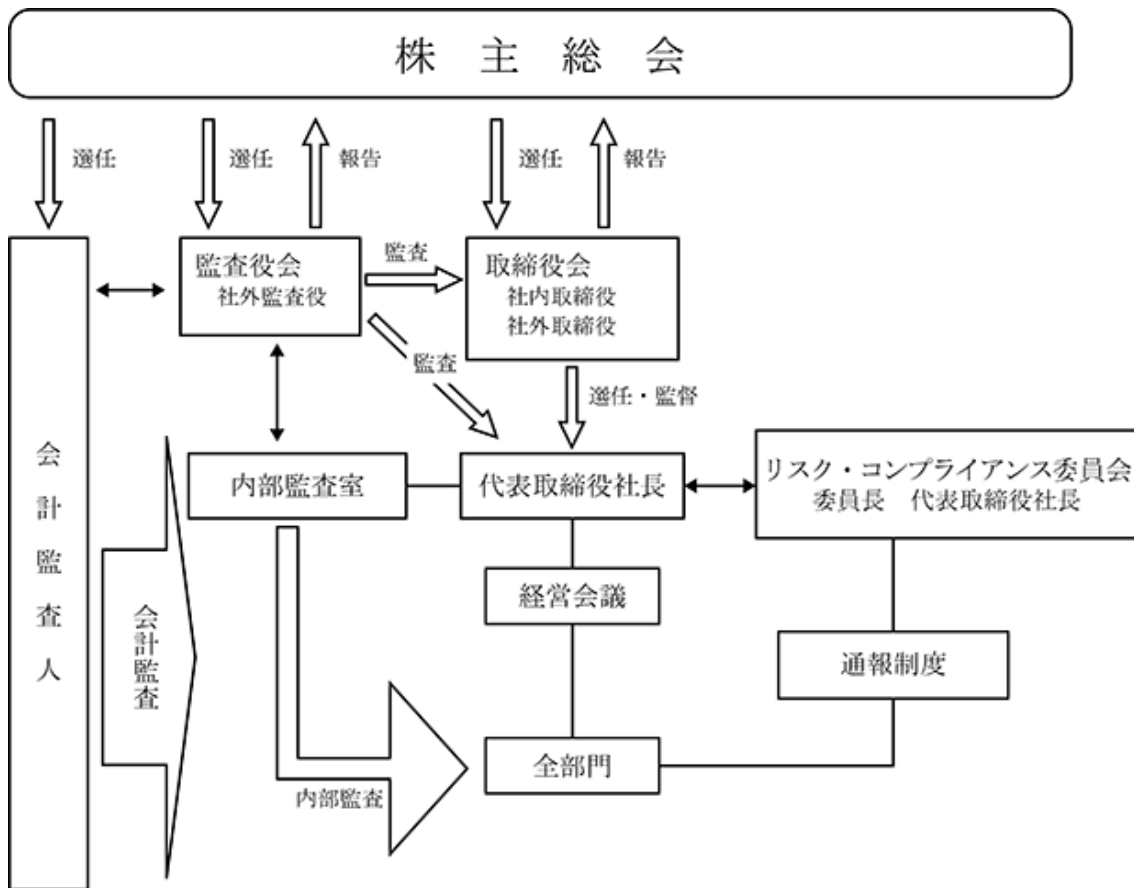 株 主 総 会
選任
選任
報告
選任
報告
監査役会
社外監査役
監査
取締役会
社内取締役
社外取締役
監査
選任・監督
会計監査人
内部監査室
代表取締役社長
リスク・コンプライアンス委員会
委員長 代表取締役社長
経営会議
会計監査
通報制度
全部門
内部監査